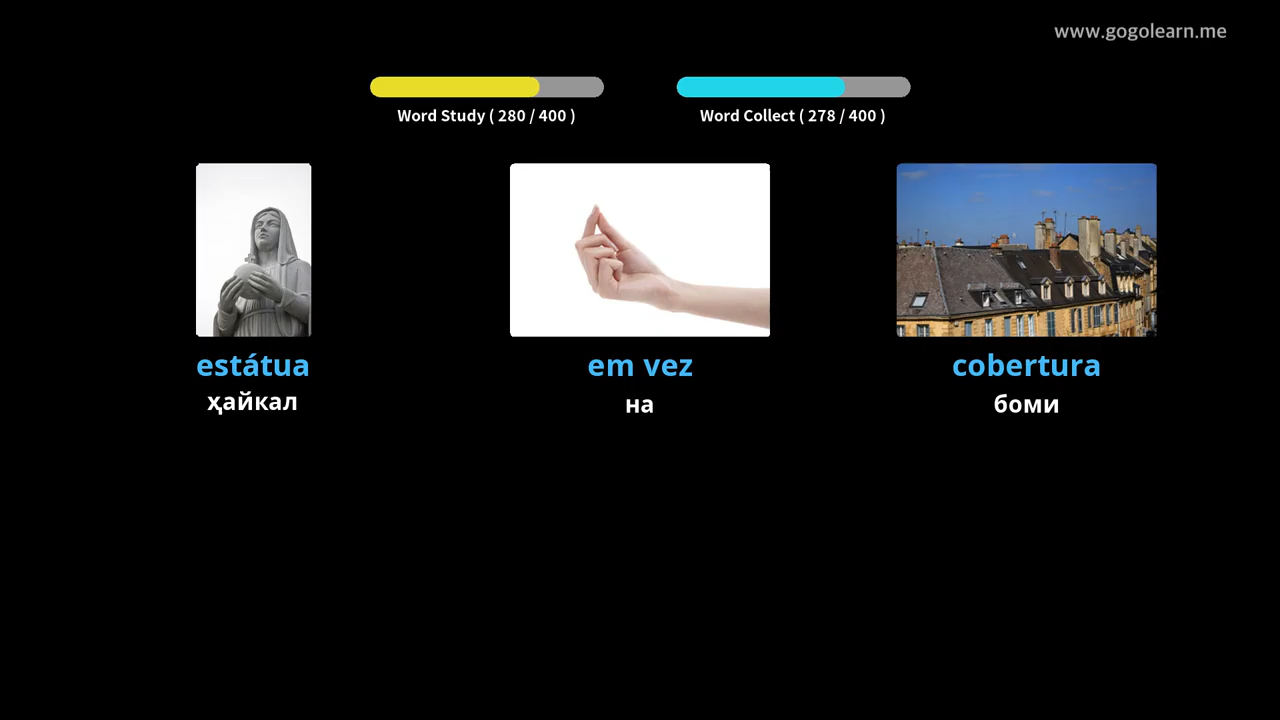 www.gogolearn.me
Word Study ( 280 / 400 )
Word Collect ( 278 / 400 )
estátua
ҳайкал
em vez
на
cobertura
боми